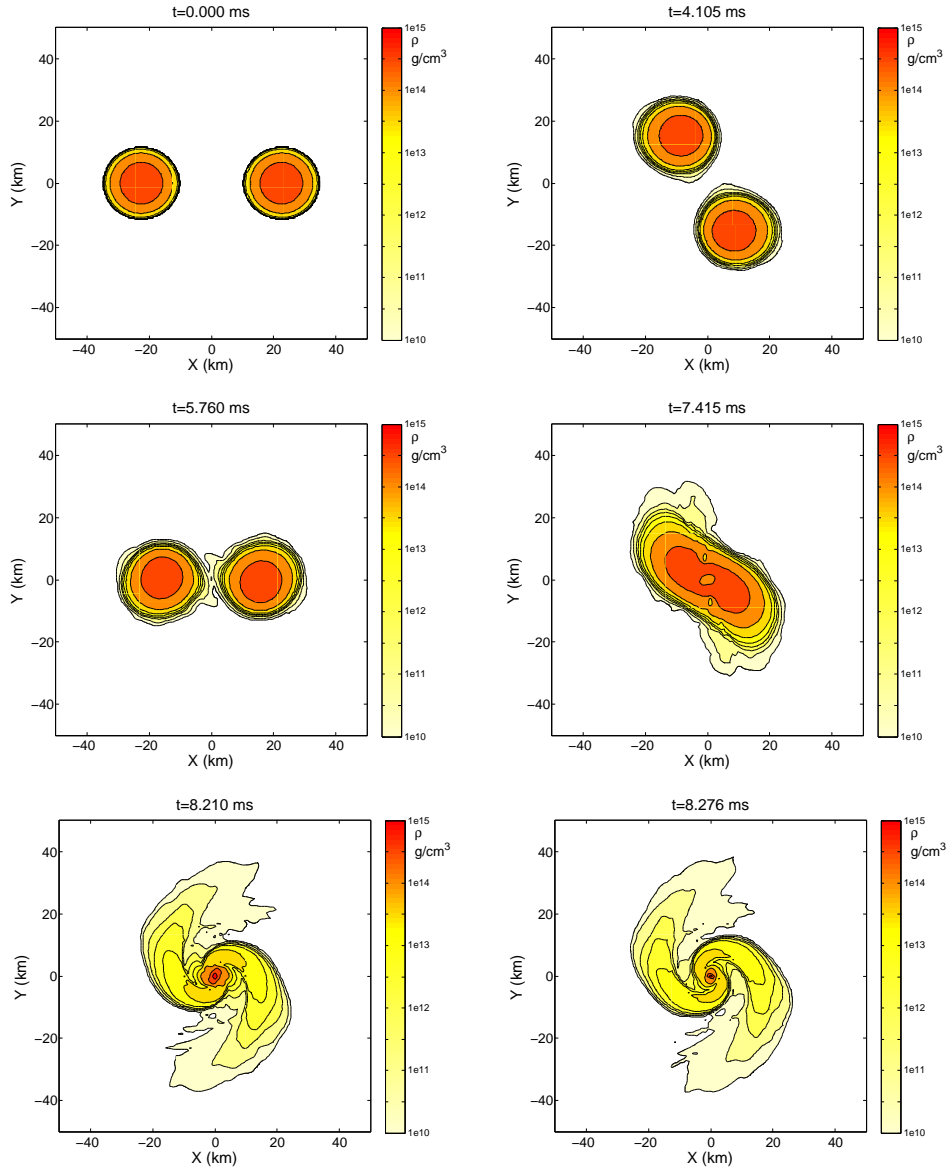 t=0.000 ms
50
40
20
0
−20
−40
−40 −20 0 20 40
X (km)
Y (km)
1e15
ρ
g/cm3
1e14
1e13
1e12
1e11
1e10
t=4.105 ms
40
20
0
−20
−40
−40 −20 0 20 40
X (km)
Y (km)
1e15
ρ
g/cm3
1e14
1e13
1e12
1e11
1e10
t=5.760 ms
40
20
0
−20
−40
−40 −20 0 20 40
X (km)
Y (km)
1e15
ρ
g/cm3
1e14
1e13
1e12
1e11
1e10
t=7.415 ms
40
20
0
−20
−40
−40 −20 0 20 40
X (km)
Y (km)
1e15
ρ
g/cm3
1e14
1e13
1e12
1e11
1e10
t=8.210 ms
40
20
0
−20
−40
−40 −20 0 20 40
X (km)
Y (km)
1e15
ρ
g/cm3
1e14
1e13
1e12
1e11
1e10
t=8.276 ms
40
20
0
−20
−40
−40 −20 0 20 40
X (km)
Y (km)
1e15
ρ
g/cm3
1e14
1e13
1e12
1e11
1e10